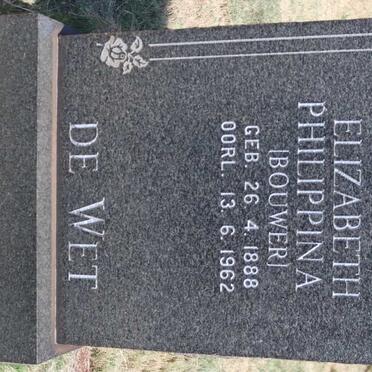 ELIZABETH
PHILIPPINA
(BOUWER)
GEB. 26.4.1888
OORL. 13.6.1962
DE WET